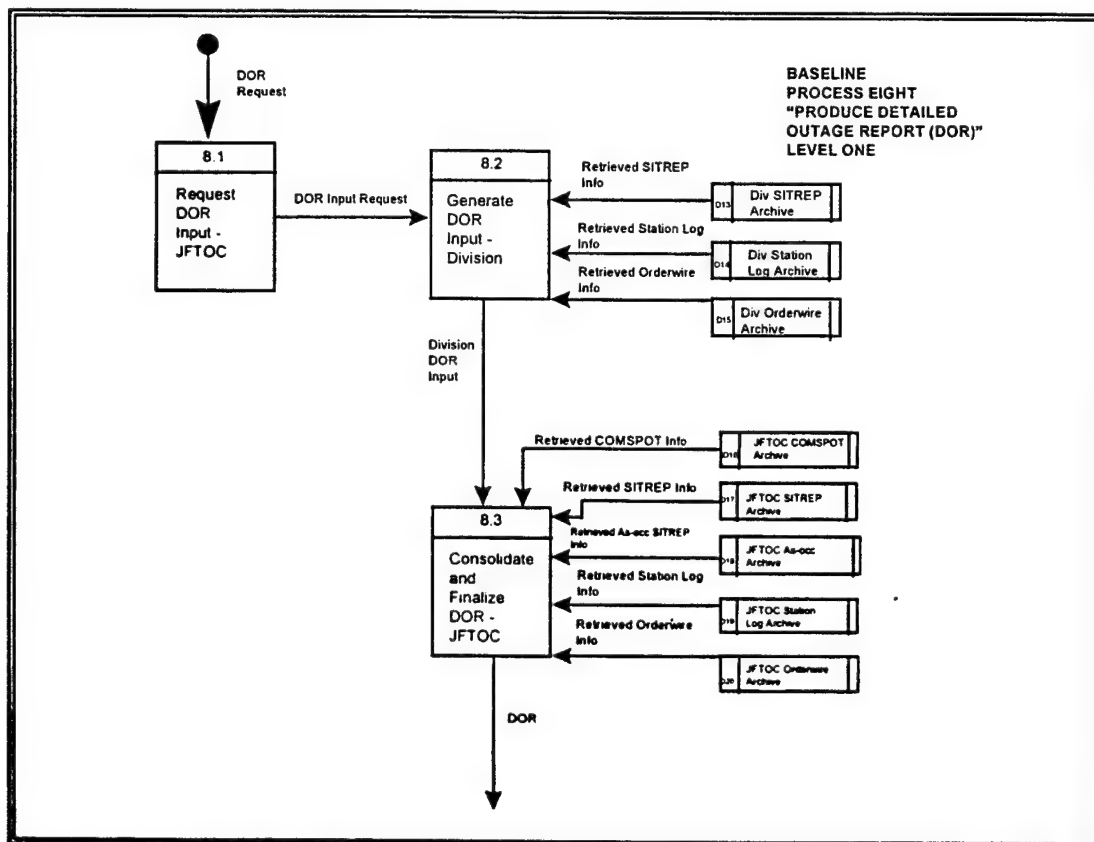 DOR
Request
BASELINE
PROCESS EIGHT
"PRODUCE DETAILED
OUTAGE REPORT (DOR)"
LEVEL ONE
8.1
Request
DOR
Input -
JFTOC
DOR Input Request
8.2
Generate
DOR
Input -
Division
Retrieved SITREP
Info
D13
Div SITREP
Archive
Retrieved Station Log
Info
D14
Div Station
Log Archive
Retrieved Orderwire
Info
D15
Div Orderwire
Archive
Division
DOR
Input
Retrieved COMSPOT Info
JFTOC COMSPOT
Archive
Retrieved SITREP Info
D17
JFTOC SITREP
Archive
8.3
Consolidate
and
Finalize
DOR -
JFTOC
Retrieved As-occ SITREP
Info
JFTOC As-occ
Archive
Retrieved Station Log
Info
D19
JFTOC Station
Log Archive
Retrieved Orderwire
Info
D20
JFTOC Orderwire
Archive
DOR